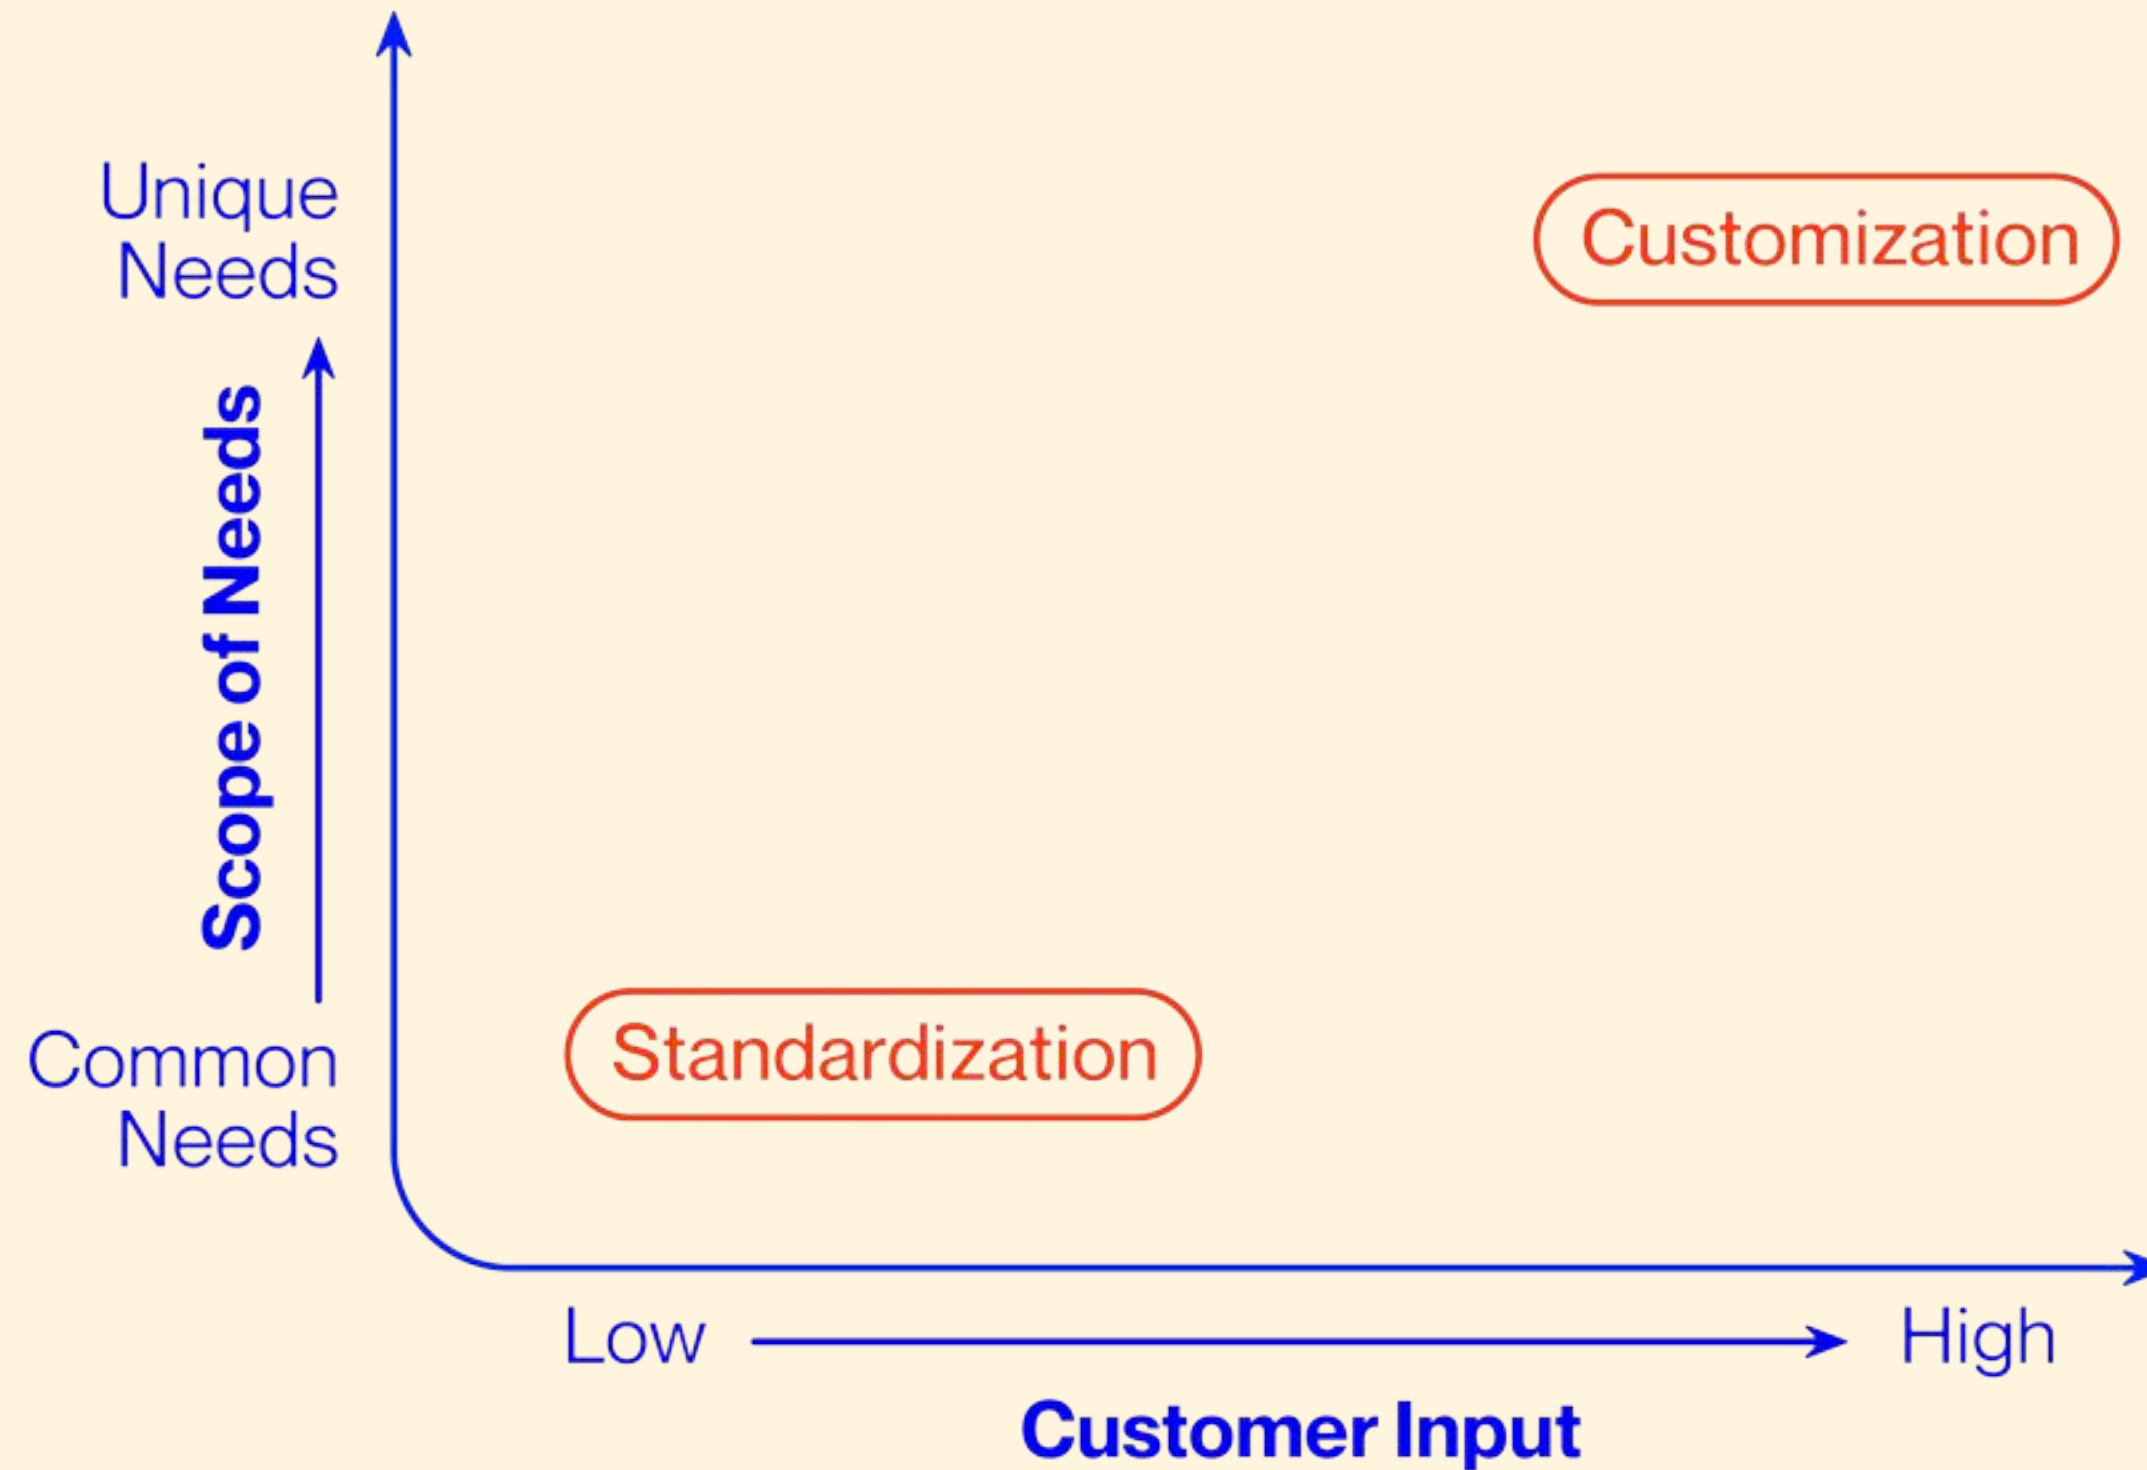 Unique
Needs
Customization
Scope of Needs
Standardization
Common
Needs
Low
High
Customer Input